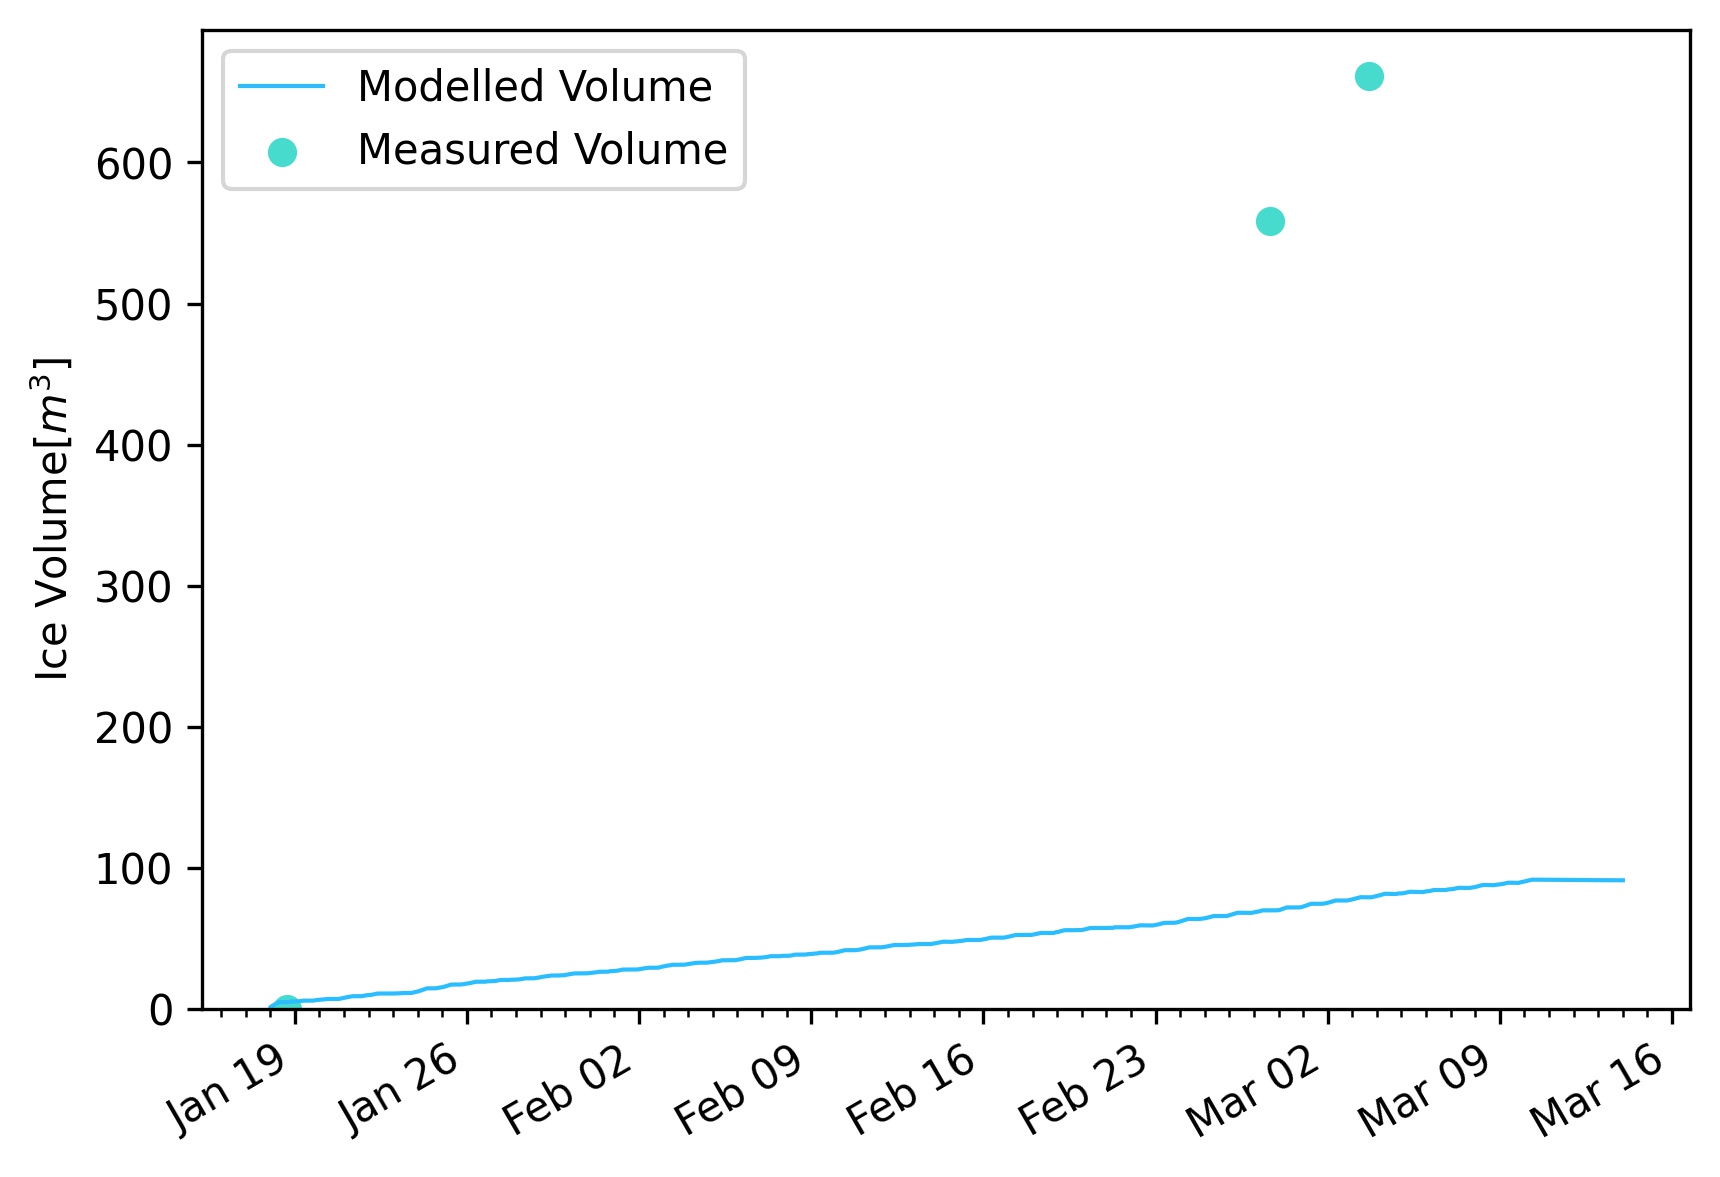 Modelled Volume
Measured Volume
600
500
400
300
200
100
0
Ice Volume[m³]
Jan 19
Jan 26
Feb 02
Feb 09
Feb 16
Feb 23
Mar 02
Mar 09
Mar 16